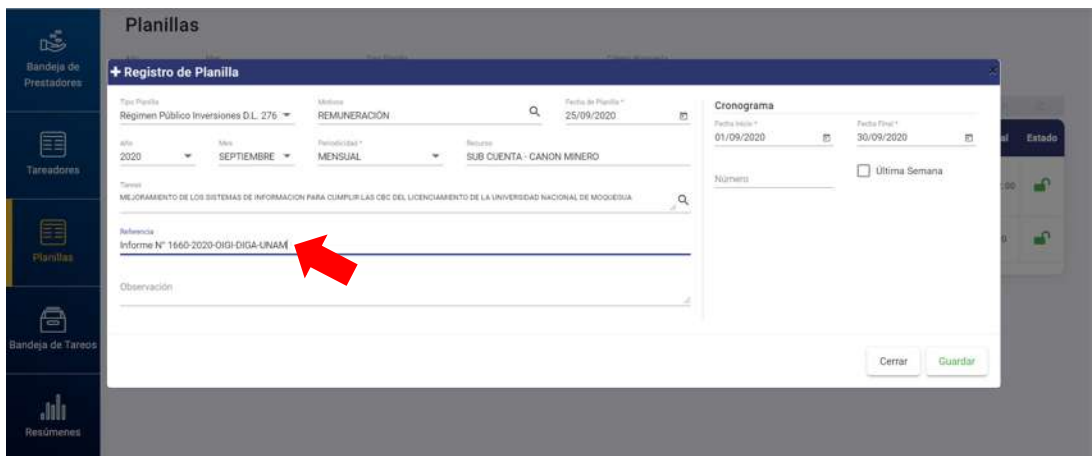 Planillas
Bandeja de
Prestadores
Tareadores
Planillas
Bandeja de Tareos
Resúmenes
+ Registro de Planilla
Tipo Planilla
Régimen Público Inversiones D.L. 276
Motivos
REMUNERACIÓN
Fecha de Planilla *
25/09/2020
Año
2020
Mes
SEPTIEMBRE
Periodicidad *
MENSUAL
Recurso
SUB CUENTA - CANON MINERO
Tareas
MEJORAMIENTO DE LOS SISTEMAS DE INFORMACION PARA CUMPLIR LAS CBC DEL LICENCIAMIENTO DE LA UNIVERSIDAD NACIONAL DE MOQUEGUA
Referencia
Informe N° 1660-2020-OIGI-DIGA-UNAM
Observación
Cronograma
Fecha Inicio *
01/09/2020
Fecha Final *
30/09/2020
Número
Última Semana
Cerrar
Guardar
Estado